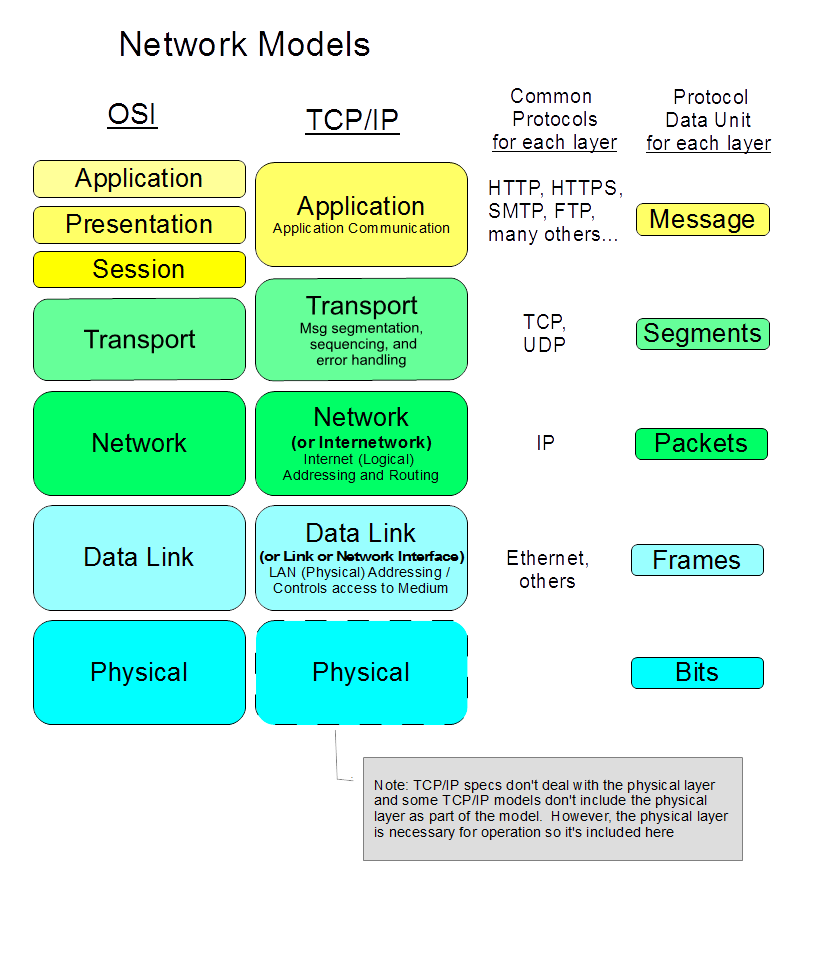 Network Models
OSI
TCP/IP
Common
Protocols
for each layer
Protocol
Data Unit
for each layer
Application
Presentation
Session
Application
Application Communication
HTTP, HTTPS,
SMTP, FTP,
many others...
Message
Transport
Transport
Msg segmentation,
sequencing, and
error handling
TCP,
UDP
Segments
Network
Network
(or Internetwork)
Internet (Logical)
Addressing and Routing
IP
Packets
Data Link
Data Link
(or Link or Network Interface)
LAN (Physical) Addressing /
Controls access to Medium
Ethernet,
others
Frames
Physical
Physical
Bits
Note: TCP/IP specs don't deal with the physical layer
and some TCP/IP models don't include the physical
layer as part of the model.  However, the physical layer
is necessary for operation so it's included here